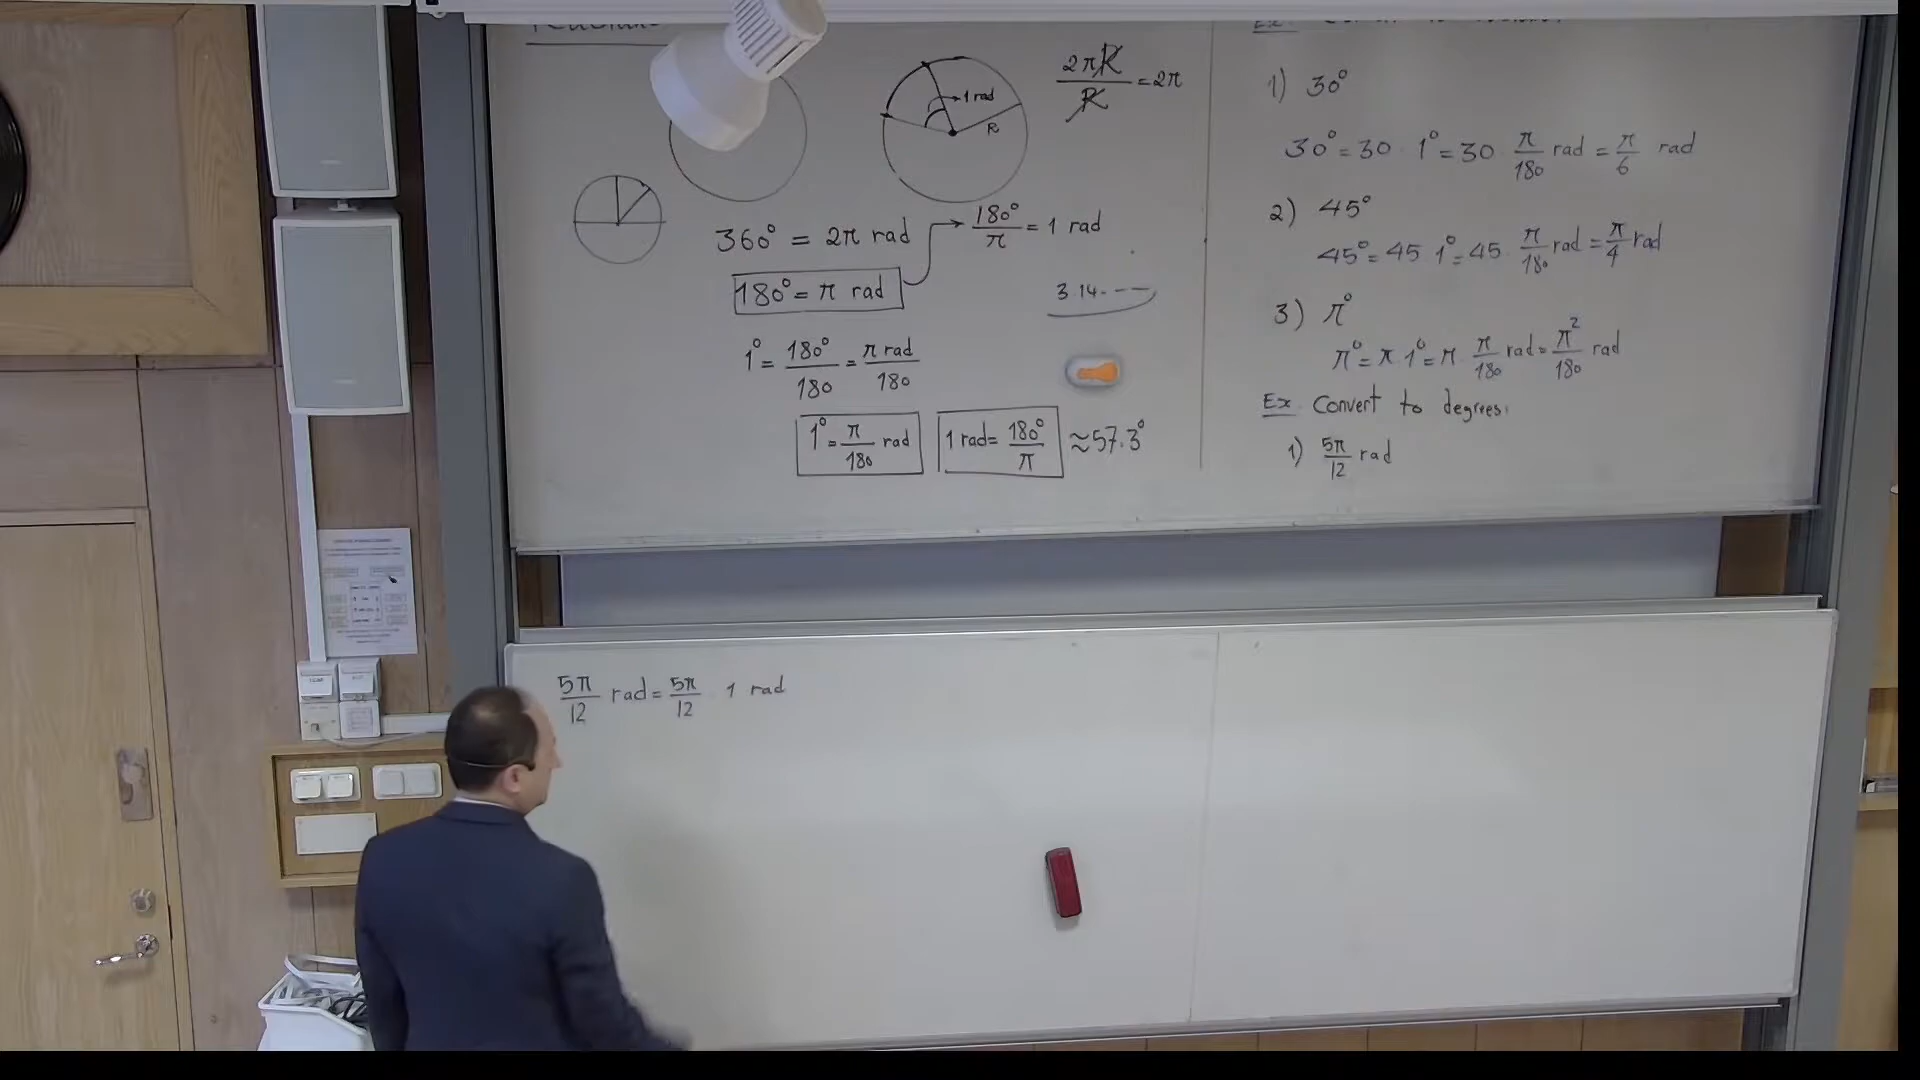 2πR/R = 2π
1 rad
R
360° = 2π rad
180° = π rad
180°/π = 1 rad
3.14.---
1° = 180°/180 = π rad/180
1° = π/180 rad
1 rad = 180°/π ≈ 57.3°
Ex.
1) 30°
30° = 30 · 1° = 30 · π/180 rad = π/6 rad
2) 45°
45° = 45 · 1° = 45 · π/180 rad = π/4 rad
3) π°
π° = π · 1° = π · π/180 rad = π²/180 rad
Ex. Convert to degrees:
1) 5π/12 rad
5π/12 rad = 5π/12 · 1 rad